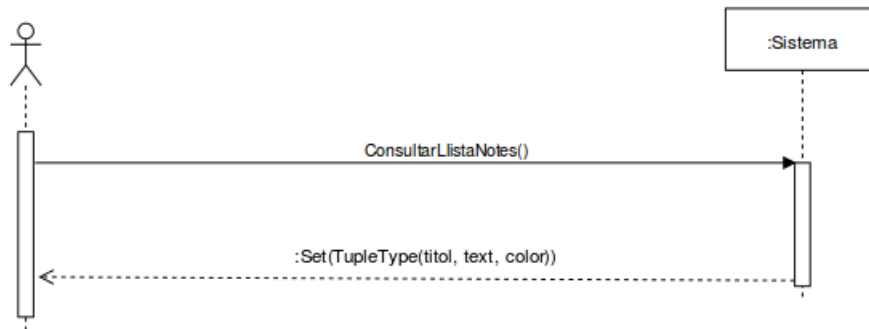 :Sistema
ConsultarLlistaNotes()
:Set(TupleType(titol, text, color))